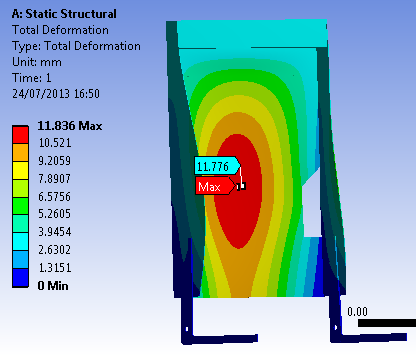 A: Static Structural
Total Deformation
Type: Total Deformation
Unit: mm
Time: 1
24/07/2013 16:50
11.836 Max
10.521
9.2059
7.8907
6.5756
5.2605
3.9454
2.6302
1.3151
0 Min
11.776
Max
0.00